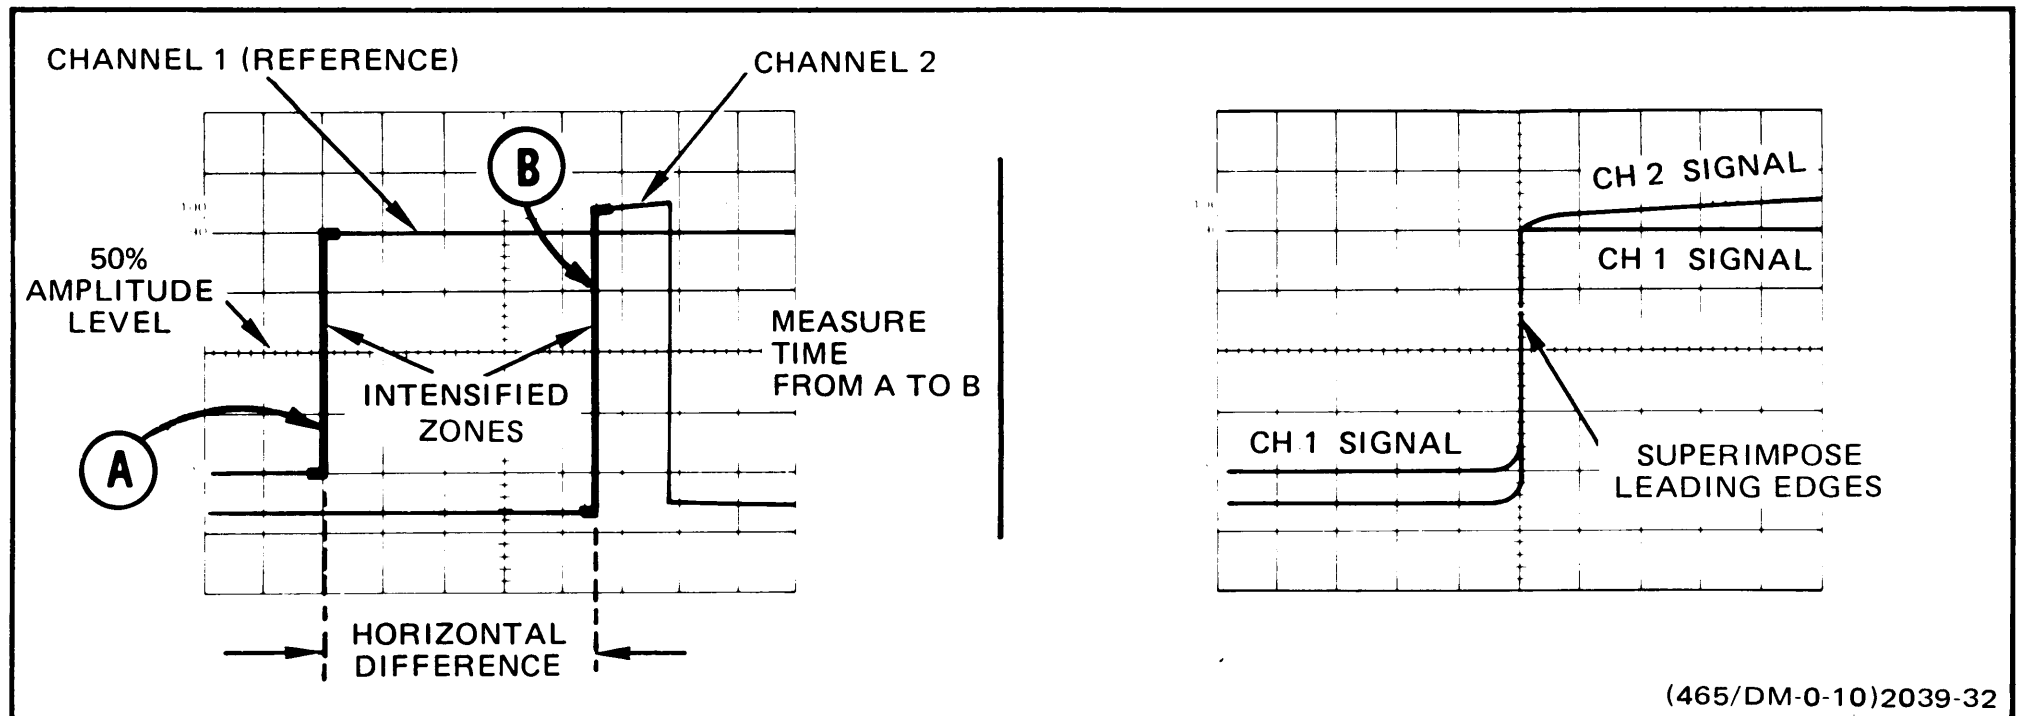 CHANNEL 1 (REFERENCE)
CHANNEL 2
B
50%
AMPLITUDE
LEVEL
INTENSIFIED
ZONES
A
MEASURE
TIME
FROM A TO B
HORIZONTAL
DIFFERENCE
CH 2 SIGNAL
CH 1 SIGNAL
CH 1 SIGNAL
SUPERIMPOSE
LEADING EDGES
(465/DM-0-10)2039-32